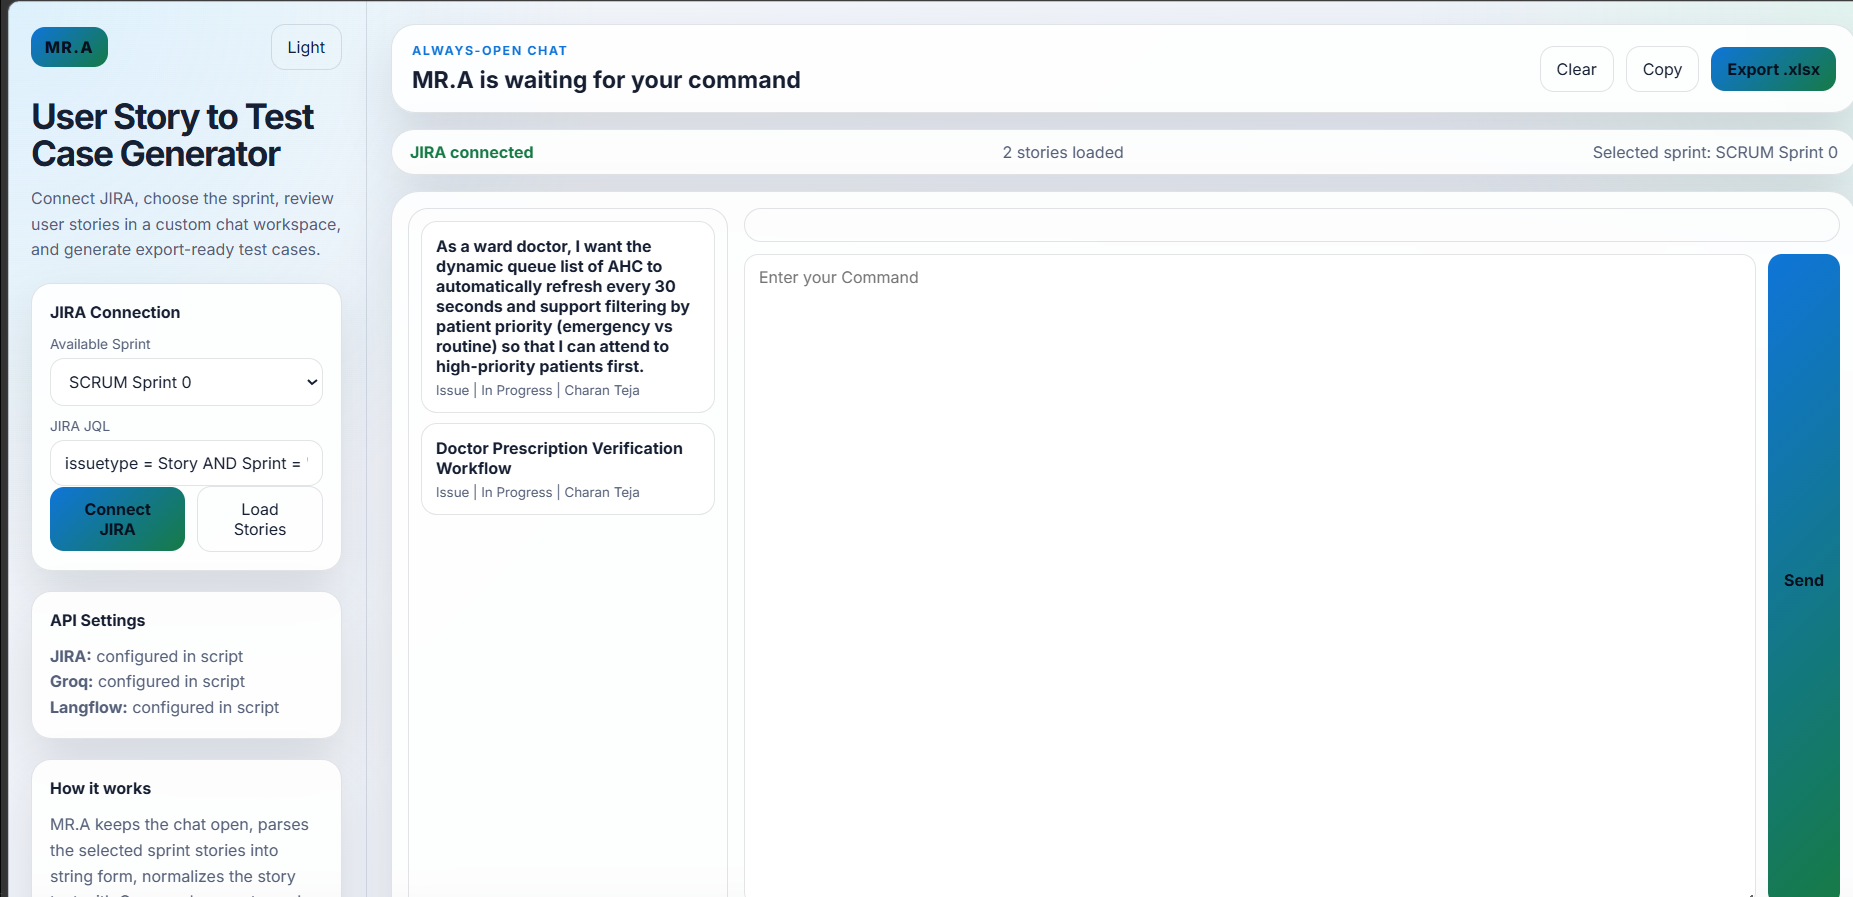 MR.A
Light
User Story to Test
Case Generator
Connect JIRA, choose the sprint, review
user stories in a custom chat workspace,
and generate export-ready test cases.
JIRA Connection
Available Sprint
SCRUM Sprint 0
JIRA JQL
issuetype = Story AND Sprint =
Connect
JIRA
Load
Stories
API Settings
JIRA: configured in script
Groq: configured in script
Langflow: configured in script
How it works
MR.A keeps the chat open, parses
the selected sprint stories into
string form, normalizes the story
ALWAYS-OPEN CHAT
MR.A is waiting for your command
Clear
Copy
Export .xlsx
JIRA connected
2 stories loaded
Selected sprint: SCRUM Sprint 0
As a ward doctor, I want the
dynamic queue list of AHC to
automatically refresh every 30
seconds and support filtering by
patient priority (emergency vs
routine) so that I can attend to
high-priority patients first.
Issue | In Progress | Charan Teja
Doctor Prescription Verification
Workflow
Issue | In Progress | Charan Teja
Enter your Command
Send